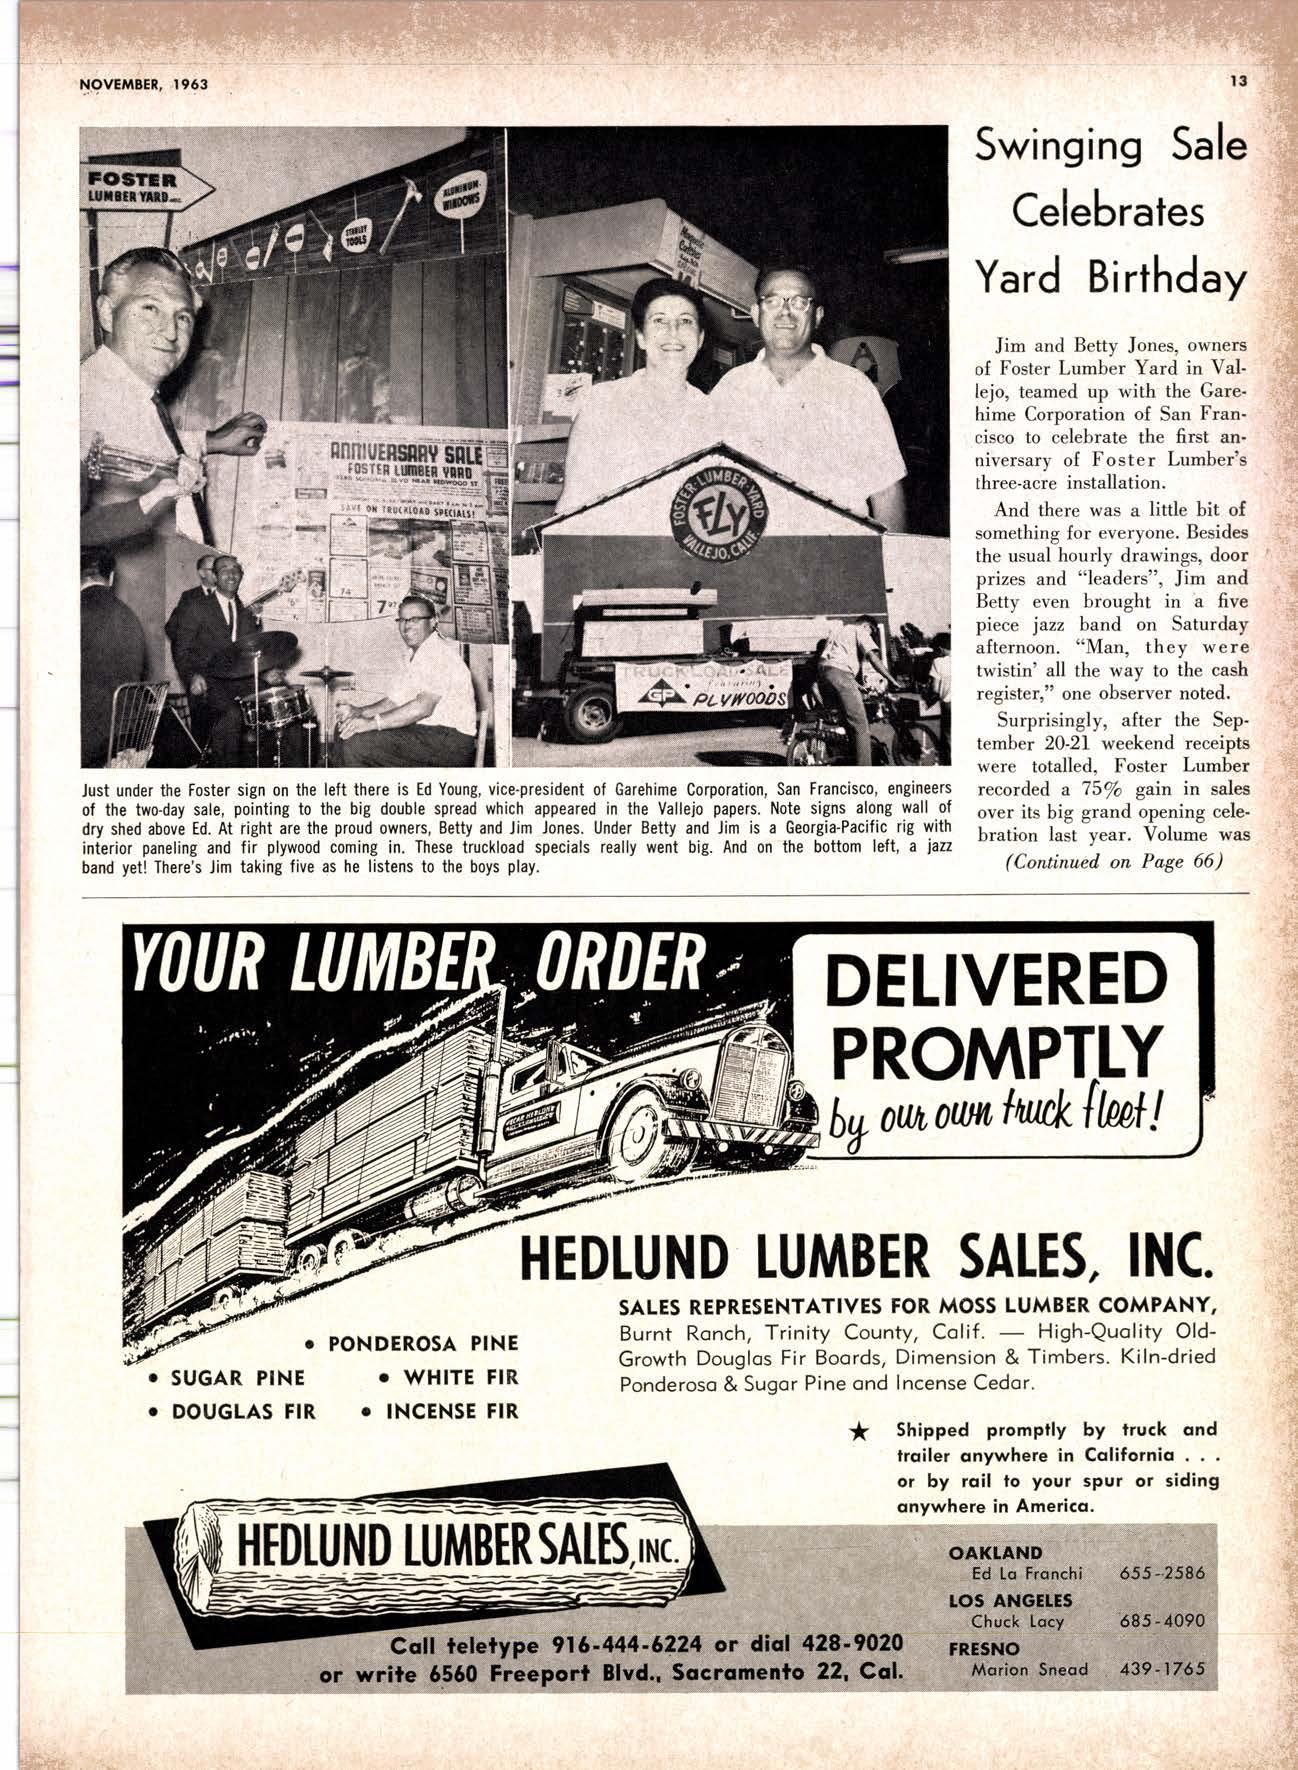 NOVEMBER, 1963
13
FOSTER
LUMBER YARD
STANLEY
TOOLS
ALUMINUM
WINDOWS
ANNIVERSARY SALE
FOSTER LUMBER YARD
BLVD NEAR REDWOOD ST
SAVE ON TRUCKLOAD SPECIALS!
74
FOSTER·LUMBER·YARD
FLY
VALLEJO, CALIF.
A
TRUCK LOAD SALE
featuring
GP
PLYWOODS
Just under the Foster sign on the left there is Ed Young, vice-president of Garehime Corporation, San Francisco, engineers
of the two-day sale, pointing to the big double spread which appeared in the Vallejo papers. Note signs along wall of
dry shed above Ed. At right are the proud owners, Betty and Jim Jones. Under Betty and Jim is a Georgia-Pacific rig with
interior paneling and fir plywood coming in. These truckload specials really went big. And on the bottom left, a jazz
band yet! There's Jim taking five as he listens to the boys play.
Swinging Sale
Celebrates
Yard Birthday
Jim and Betty Jones, owners
of Foster Lumber Yard in Val-
lejo, teamed up with the Gare-
hime Corporation of San Fran-
cisco to celebrate the first an-
niversary of Foster Lumber's
three-acre installation.
And there was a little bit of
something for everyone. Besides
the usual hourly drawings, door
prizes and “leaders”, Jim and
Betty even brought in a five
piece jazz band on Saturday
afternoon. “Man, they were
twistin' all the way to the cash
register,” one observer noted.
Surprisingly, after the Sep-
tember 20-21 weekend receipts
were totalled, Foster Lumber
recorded a 75% gain in sales
over its big grand opening cele-
bration last year. Volume was
(Continued on Page 66)
YOUR LUMBER ORDER
DELIVERED
PROMPTLY
by our own truck fleet!
HEDLUND LUMBER SALES, INC.
SALES REPRESENTATIVES FOR MOSS LUMBER COMPANY,
Burnt Ranch, Trinity County, Calif. — High-Quality Old-
Growth Douglas Fir Boards, Dimension & Timbers. Kiln-dried
Ponderosa & Sugar Pine and Incense Cedar.
• PONDEROSA PINE
• SUGAR PINE • WHITE FIR
• DOUGLAS FIR • INCENSE FIR
★ Shipped promptly by truck and
trailer anywhere in California . . .
or by rail to your spur or siding
anywhere in America.
HEDLUND LUMBER SALES, INC.
Call teletype 916-444-6224 or dial 428-9020
or write 6560 Freeport Blvd., Sacramento 22, Cal.
OAKLAND
Ed La Franchi 655-2586
LOS ANGELES
Chuck Lacy 685-4090
FRESNO
Marion Snead 439-1765